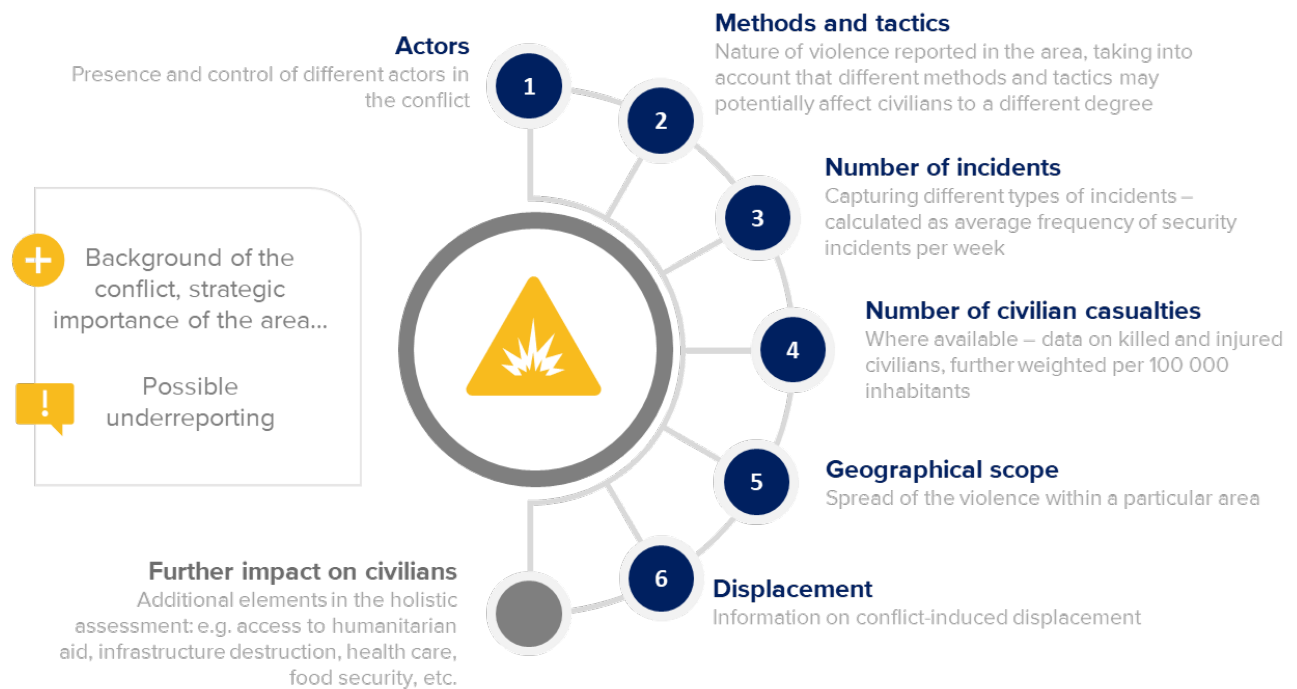 Actors
Presence and control of different actors in
the conflict
1
Methods and tactics
Nature of violence reported in the area, taking into
account that different methods and tactics may
potentially affect civilians to a different degree
2
Number of incidents
Capturing different types of incidents –
calculated as average frequency of security
incidents per week
3
Number of civilian casualties
Where available – data on killed and injured
civilians, further weighted per 100 000
inhabitants
4
Geographical scope
Spread of the violence within a particular area
5
Displacement
Information on conflict-induced displacement
6
Further impact on civilians
Additional elements in the holistic
assessment: e.g. access to humanitarian
aid, infrastructure destruction, health care,
food security, etc.
+
Background of the
conflict, strategic
importance of the area...
!
Possible
underreporting